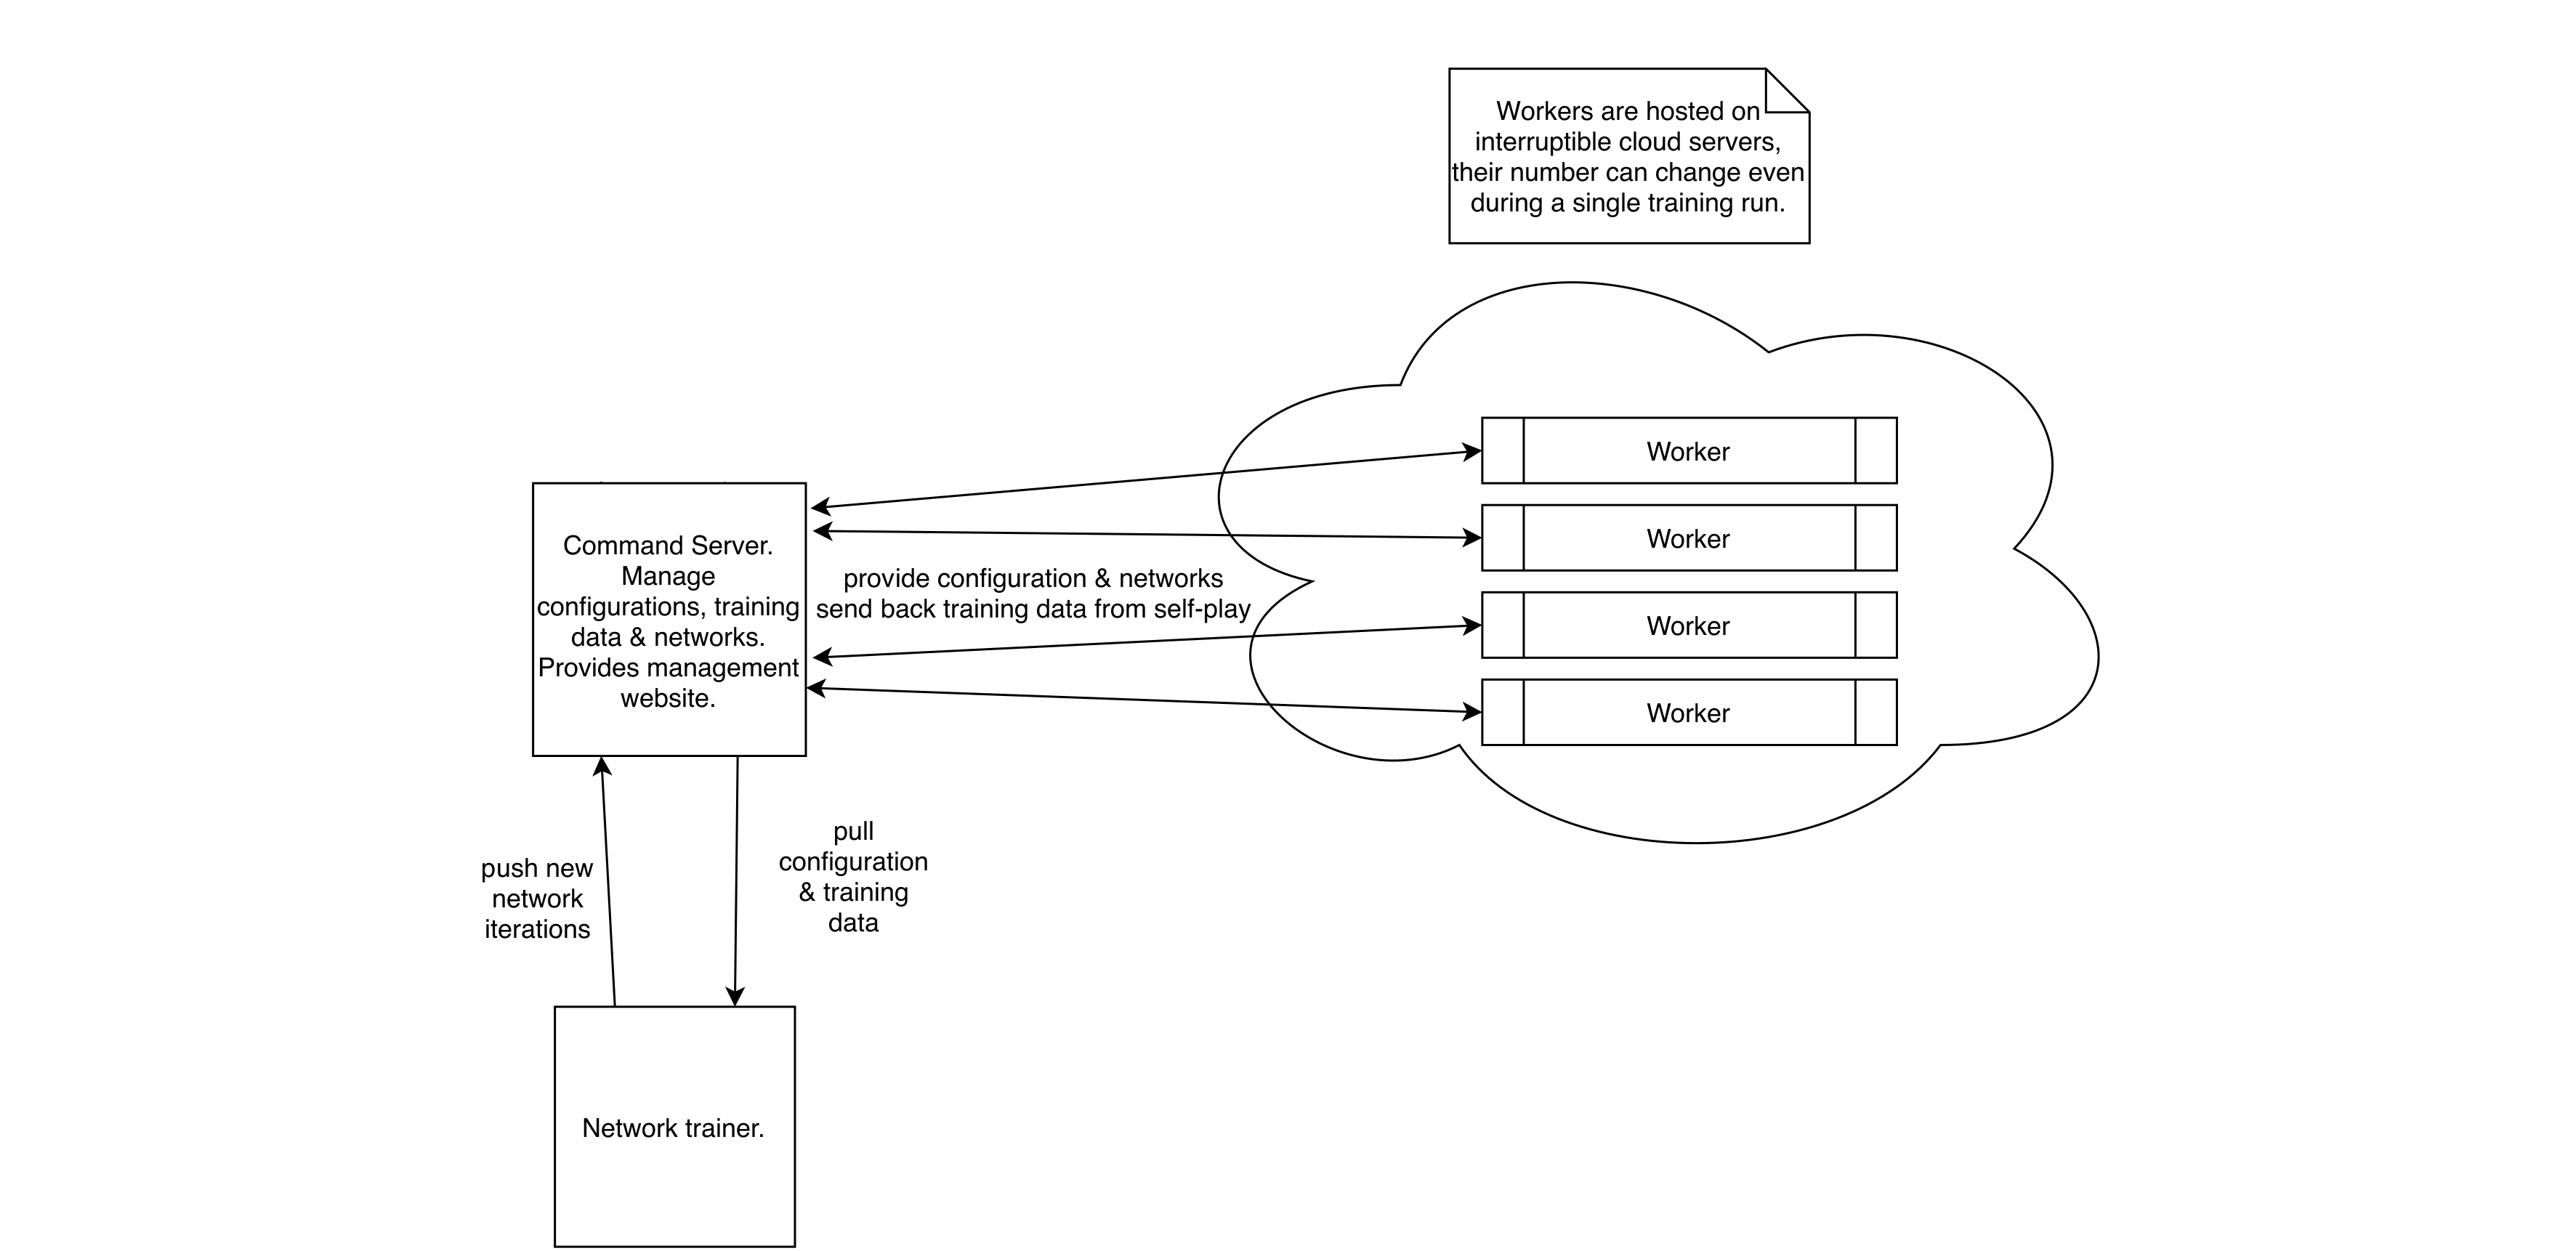 Workers are hosted on
interruptible cloud servers,
their number can change even
during a single training run.
Worker
Worker
Worker
Worker
Command Server.
Manage
configurations, training
data & networks.
Provides management
website.
provide configuration & networks
send back training data from self-play
push new
network
iterations
pull
configuration
& training
data
Network trainer.